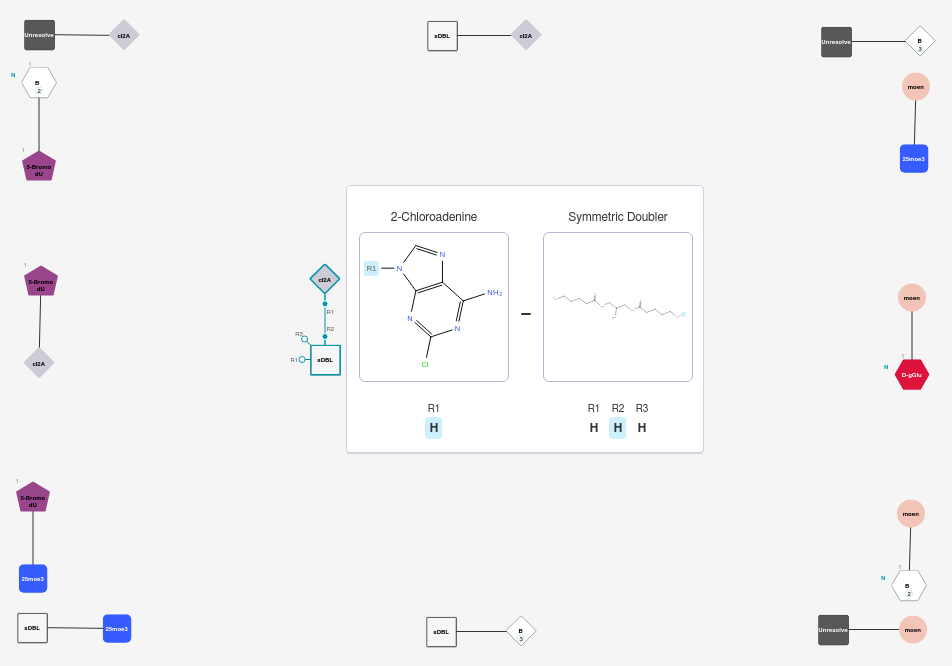 Unresolve
cl2A
sDBL
cl2A
Unresolve
B
3
1
N
B
2
moen
1
5-Bromo
dU
25moe3
2-Chloroadenine
Symmetric Doubler
R1
N
N
NH2
N
N
Cl
1
5-Bromo
dU
cl2A
R1
R2
R3
R1
sDBL
cl2A
moen
1
N
D-gGlu
R1
H
R1 R2 R3
H H H
1
5-Bromo
dU
25moe3
moen
1
N
B
2
sDBL
25moe3
sDBL
B
3
Unresolve
moen